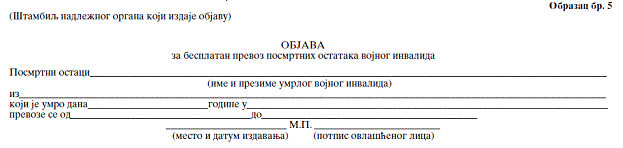 Образац бр. 5
(Штамбиљ надлежног органа који издаје објаву)
ОБЈАВА
за бесплатан превоз посмртних остатака војног инвалида
Посмртни остаци
(име и презиме умрлог војног инвалида)
из
који је умро дана годинe у
превозе се од до
М.П.
(место и датум издавања) (потпис овлашћеног лица)